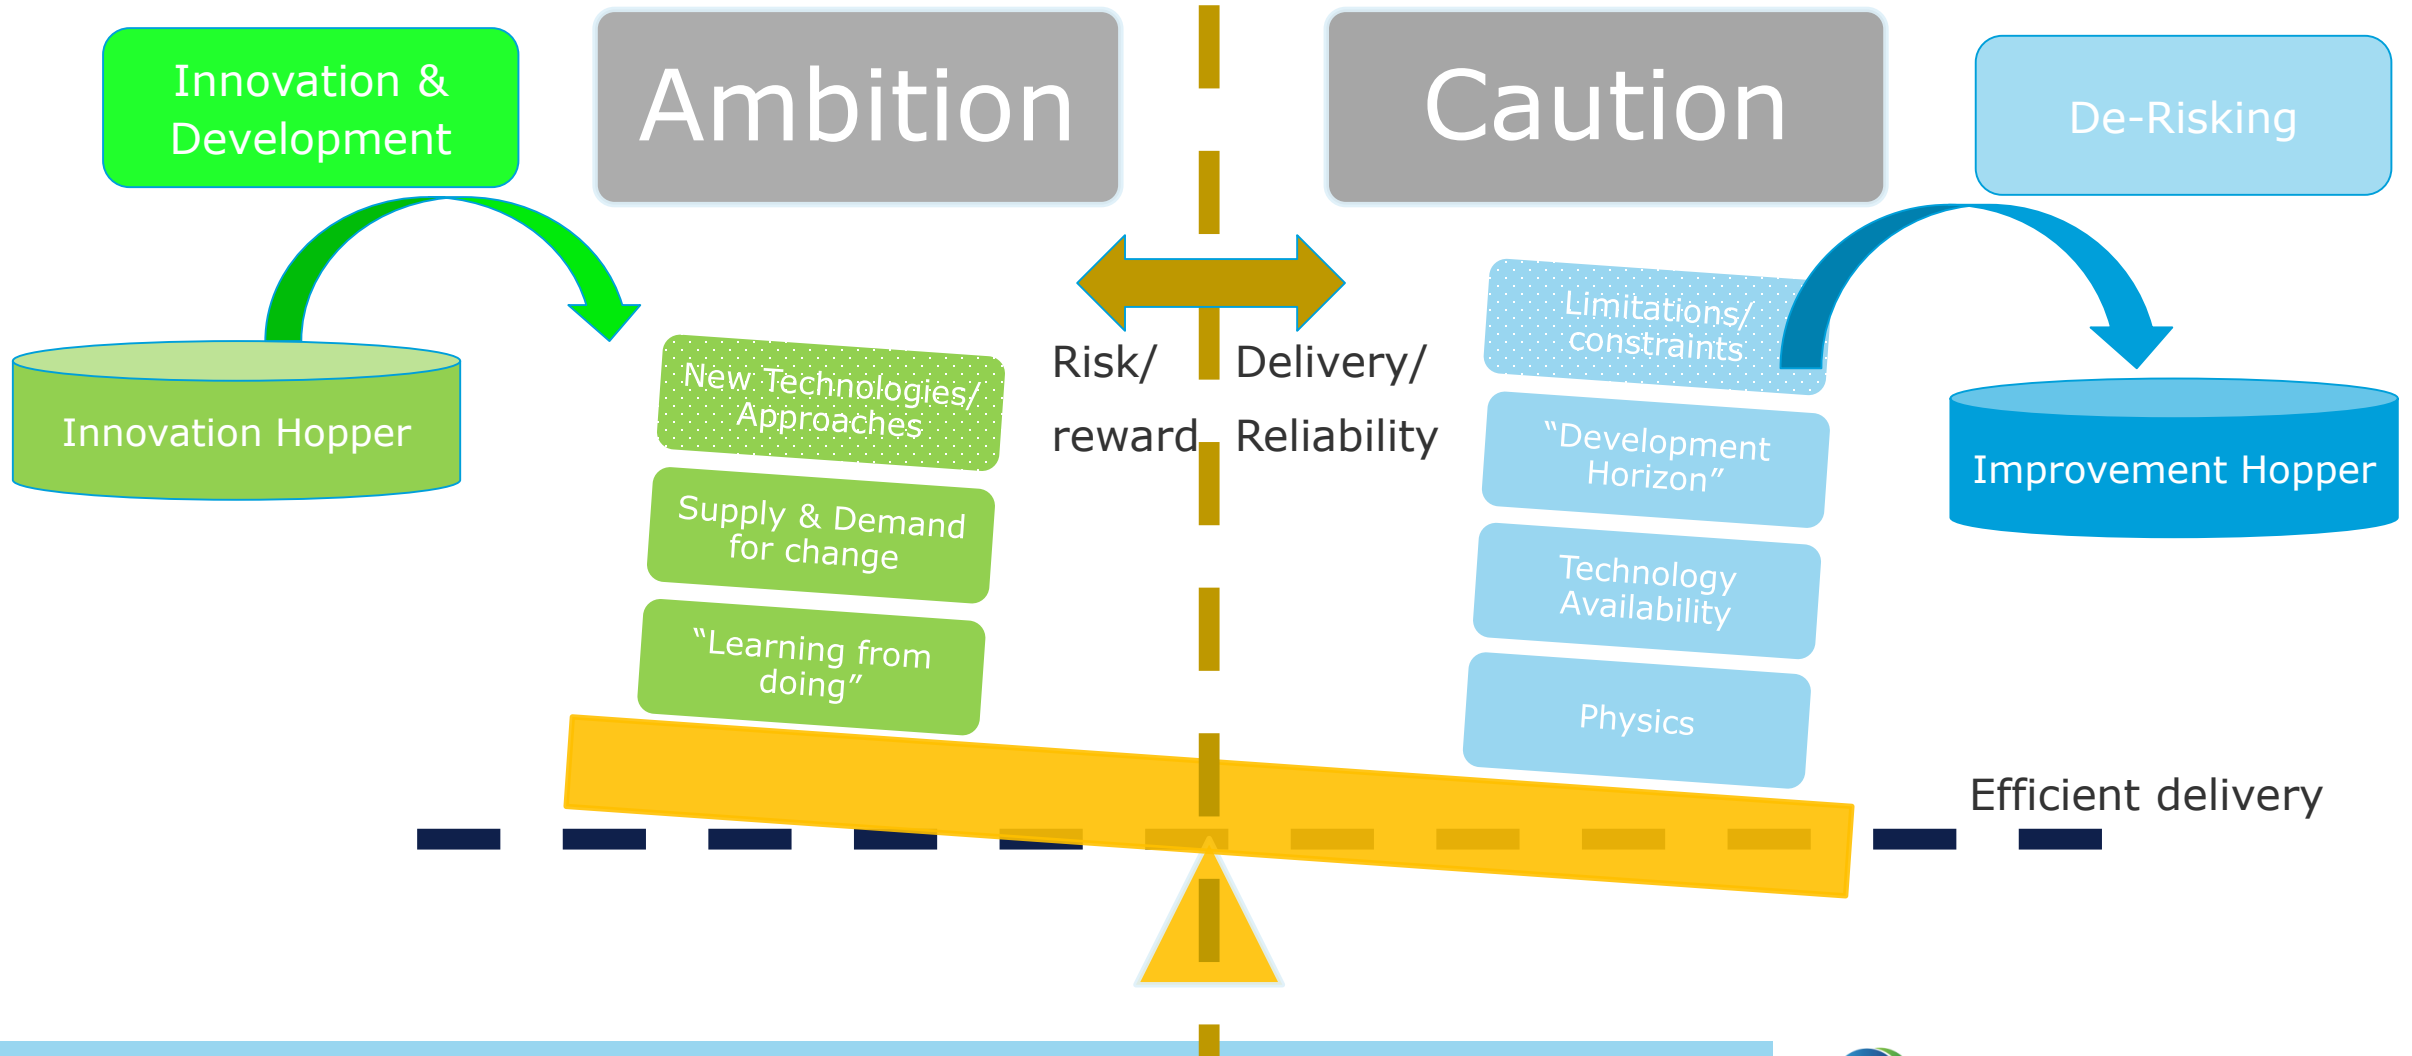 Innovation &
Development
Ambition
Caution
De-Risking
Innovation Hopper
New Technologies/
Approaches
Supply & Demand
for change
“Learning from
doing”
Risk/
reward
Delivery/
Reliability
Limitations/
constraints
“Development
Horizon”
Technology
Availability
Physics
Improvement Hopper
Efficient delivery